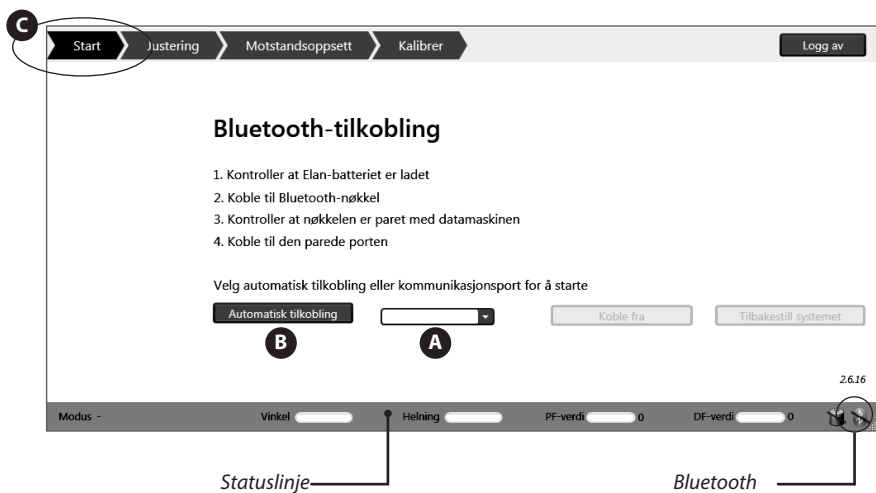 C
Start Justering Motstandsoppsett Kalibrer Logg av
Bluetooth-tilkobling
1. Kontroller at Elan-batteriet er ladet
2. Koble til Bluetooth-nøkkel
3. Kontroller at nøkkelen er paret med datamaskinen
4. Koble til den parede porten
Velg automatisk tilkobling eller kommunikasjonsport for å starte
Automatisk tilkobling Koble fra Tilbakestill systemet
B A
2.6.16
Modus - Vinkel Helning PF-verdi 0 DF-verdi 0
Statuslinje Bluetooth